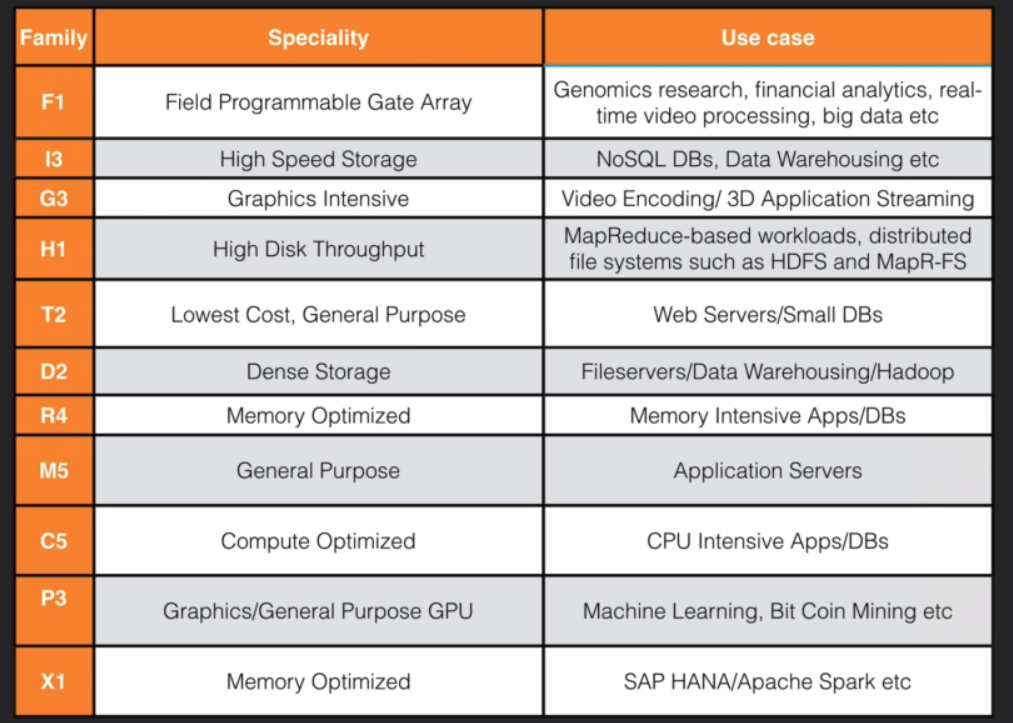 Family Speciality Use case
F1 Field Programmable Gate Array Genomics research, financial analytics, real-
time video processing, big data etc
I3 High Speed Storage NoSQL DBs, Data Warehousing etc
G3 Graphics Intensive Video Encoding/ 3D Application Streaming
H1 High Disk Throughput MapReduce-based workloads, distributed
file systems such as HDFS and MapR-FS
T2 Lowest Cost, General Purpose Web Servers/Small DBs
D2 Dense Storage Fileservers/Data Warehousing/Hadoop
R4 Memory Optimized Memory Intensive Apps/DBs
M5 General Purpose Application Servers
C5 Compute Optimized CPU Intensive Apps/DBs
P3 Graphics/General Purpose GPU Machine Learning, Bit Coin Mining etc
X1 Memory Optimized SAP HANA/Apache Spark etc